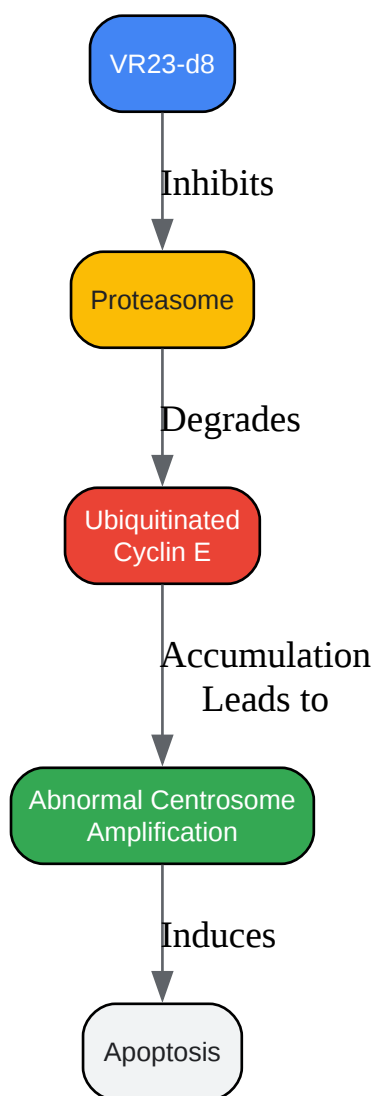 VR23-d8
Inhibits
Proteasome
Degrades
Ubiquitinated
Cyclin E
Accumulation
Leads to
Abnormal Centrosome
Amplification
Induces
Apoptosis